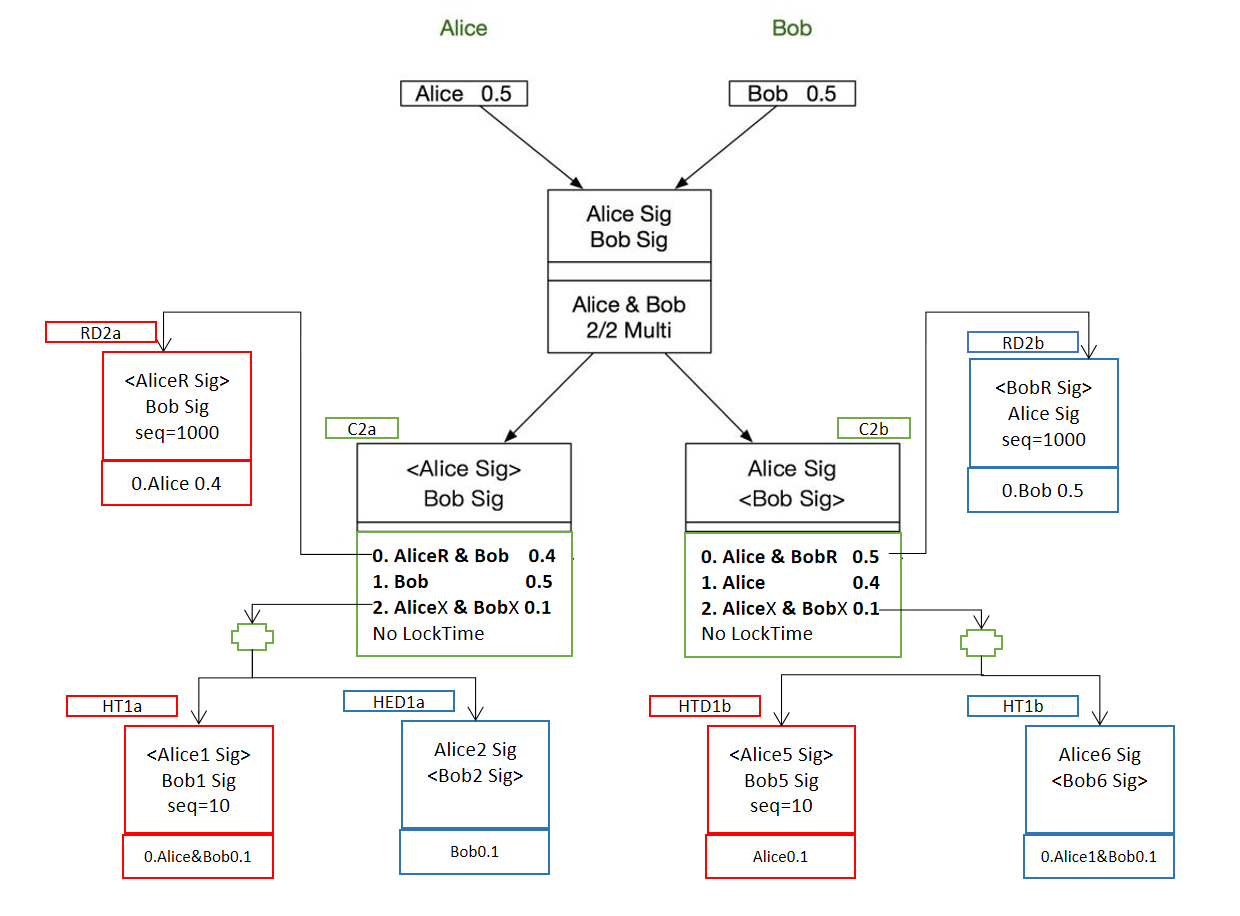 Alice
Bob
Alice 0.5
Bob 0.5
Alice Sig
Bob Sig
Alice & Bob
2/2 Multi
RD2a
<AliceR Sig>
Bob Sig
seq=1000
0.Alice 0.4
RD2b
<BobR Sig>
Alice Sig
seq=1000
0.Bob 0.5
C2a
<Alice Sig>
Bob Sig
0. AliceR & Bob 0.4
1. Bob 0.5
2. AliceX & BobX 0.1
No LockTime
C2b
Alice Sig
<Bob Sig>
0. Alice & BobR 0.5
1. Alice 0.4
2. AliceX & BobX 0.1
No LockTime
HT1a
<Alice1 Sig>
Bob1 Sig
seq=10
0.Alice&Bob0.1
HED1a
Alice2 Sig
<Bob2 Sig>
Bob0.1
HTD1b
<Alice5 Sig>
Bob5 Sig
seq=10
Alice0.1
HT1b
Alice6 Sig
<Bob6 Sig>
0.Alice1&Bob0.1